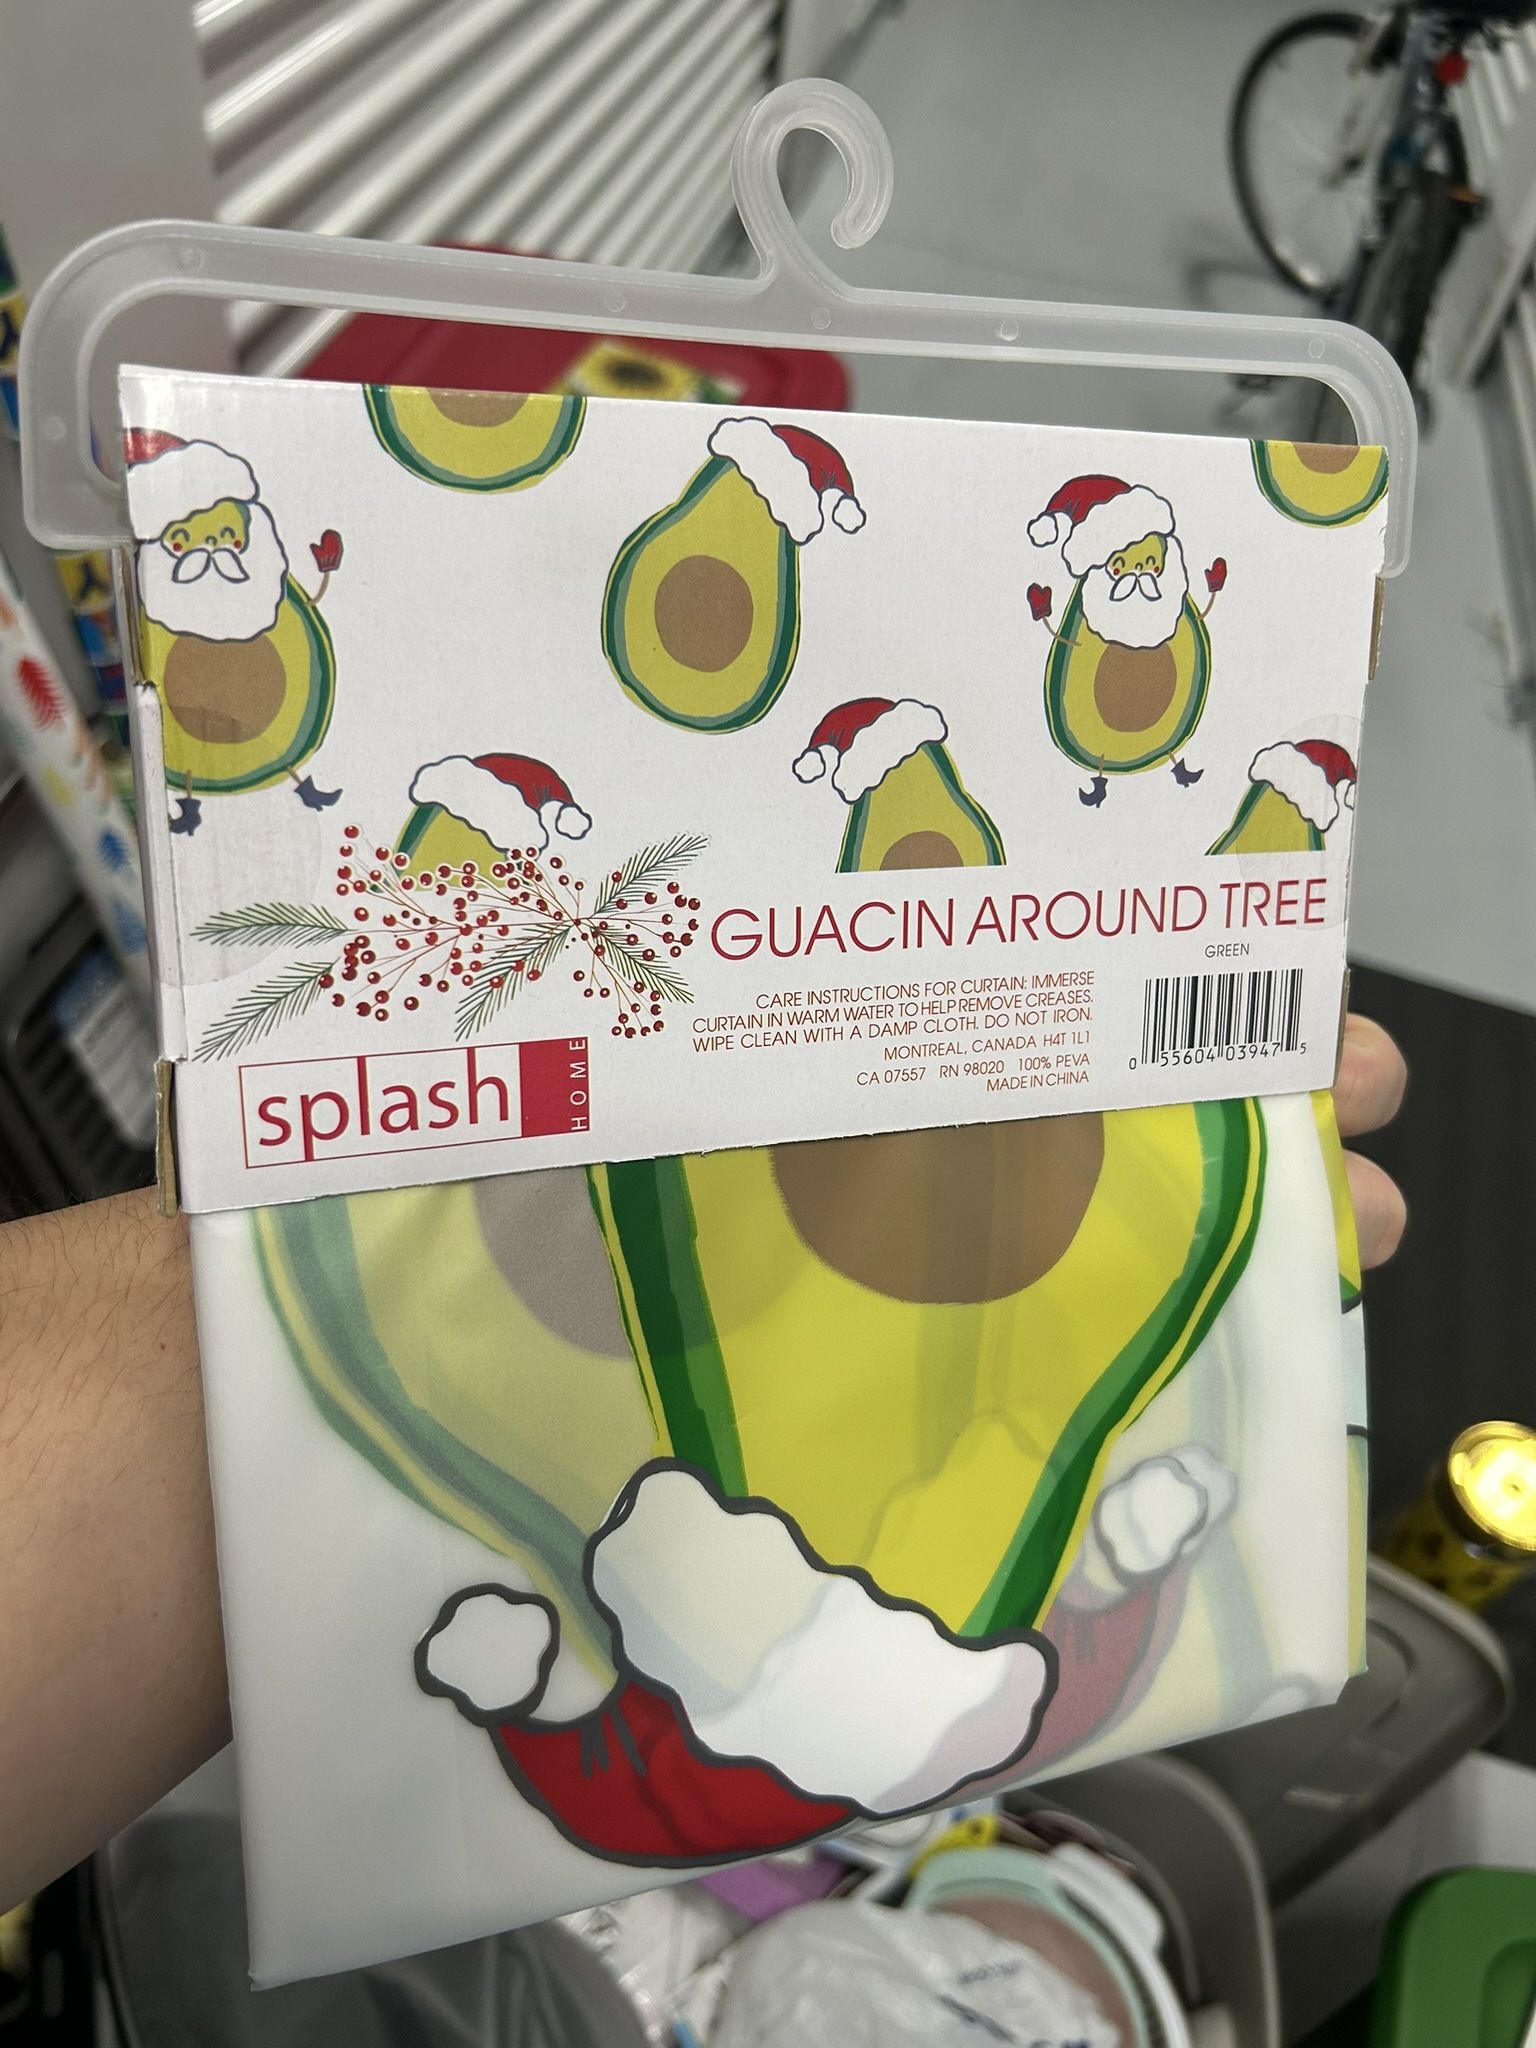 GUACIN AROUND TREE
GREEN
CARE INSTRUCTIONS FOR CURTAIN: IMMERSE
CURTAIN IN WARM WATER TO HELP REMOVE CREASES.
WIPE CLEAN WITH A DAMP CLOTH. DO NOT IRON.
MONTREAL, CANADA H4T 1L1
CA 07557 RN 98020 100% PEVA
MADE IN CHINA
0 55604 03947 5
splash HOME